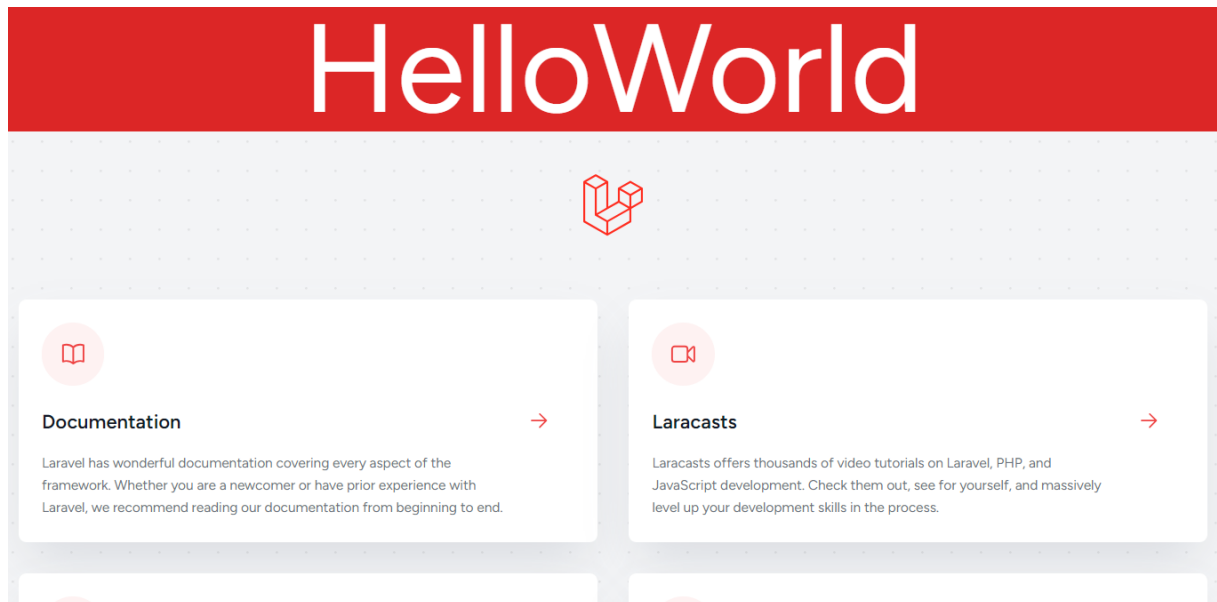 HelloWorld
Documentation
Laravel has wonderful documentation covering every aspect of the
framework. Whether you are a newcomer or have prior experience with
Laravel, we recommend reading our documentation from beginning to end.
Laracasts
Laracasts offers thousands of video tutorials on Laravel, PHP, and
JavaScript development. Check them out, see for yourself, and massively
level up your development skills in the process.